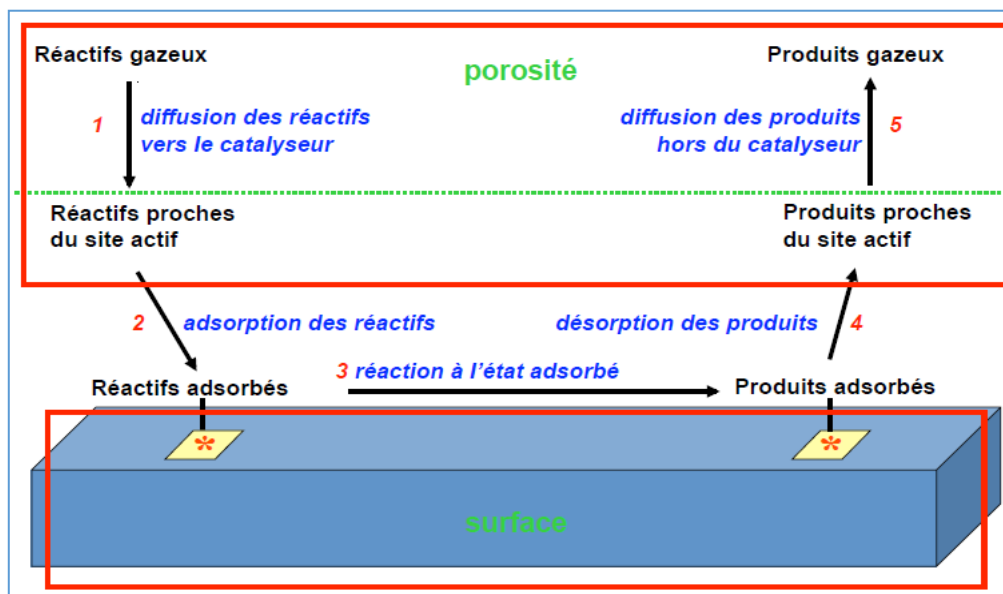 Réactifs gazeux
porosité
Produits gazeux
1
diffusion des réactifs
vers le catalyseur
diffusion des produits
hors du catalyseur
5
Réactifs proches
du site actif
Produits proches
du site actif
2
adsorption des réactifs
désorption des produits
4
3 réaction à l'état adsorbé
Réactifs adsorbés
Produits adsorbés
*
*
surface